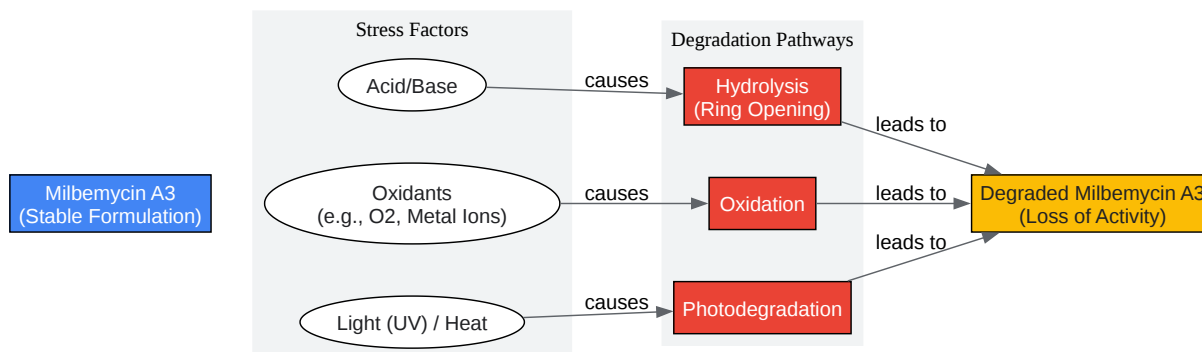 Stress Factors
Degradation Pathways
Acid/Base
causes
Hydrolysis
(Ring Opening)
leads to
Milbemycin A3
(Stable Formulation)
Oxidants
(e.g., O2, Metal Ions)
causes
Oxidation
leads to
Degraded Milbemycin A3
(Loss of Activity)
leads to
Light (UV) / Heat
causes
Photodegradation